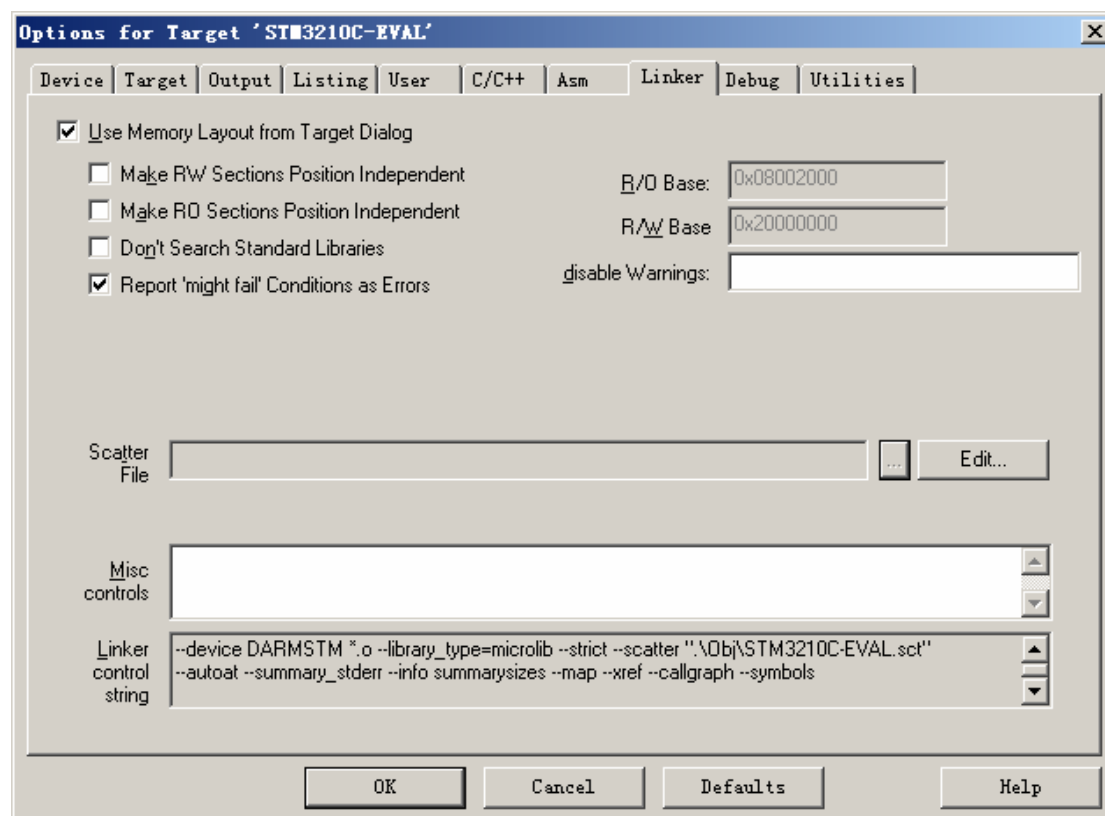 Options for Target 'STM3210C-EVAL'
Device Target Output Listing User C/C++ Asm Linker Debug Utilities
Use Memory Layout from Target Dialog
Make RW Sections Position Independent
Make RO Sections Position Independent
Don't Search Standard Libraries
Report 'might fail' Conditions as Errors
R/O Base: 0x08002000
R/W Base 0x20000000
disable Warnings:
Scatter
File
... Edit...
Misc
controls
Linker
control
string
--device DARMSTM *.o --library_type=microlib --strict --scatter ".\Obj\STM3210C-EVAL.sct"
--autoat --summary_stderr --info summarysizes --map --xref --callgraph --symbols
OK Cancel Defaults Help